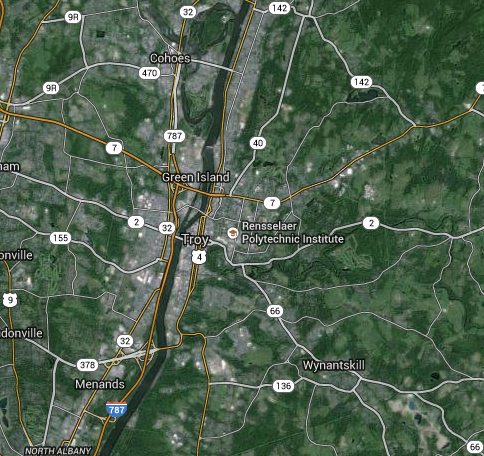 142
32
9R
Cohoes
470
142
9R
787
40
7
ham
Green Island
7
2
32
2
Rensselaer
Polytechnic Institute
155
Troy
onville
4
9
66
donville
32
378
Wynantskill
Menands
136
787
66
NORTH ALBANY